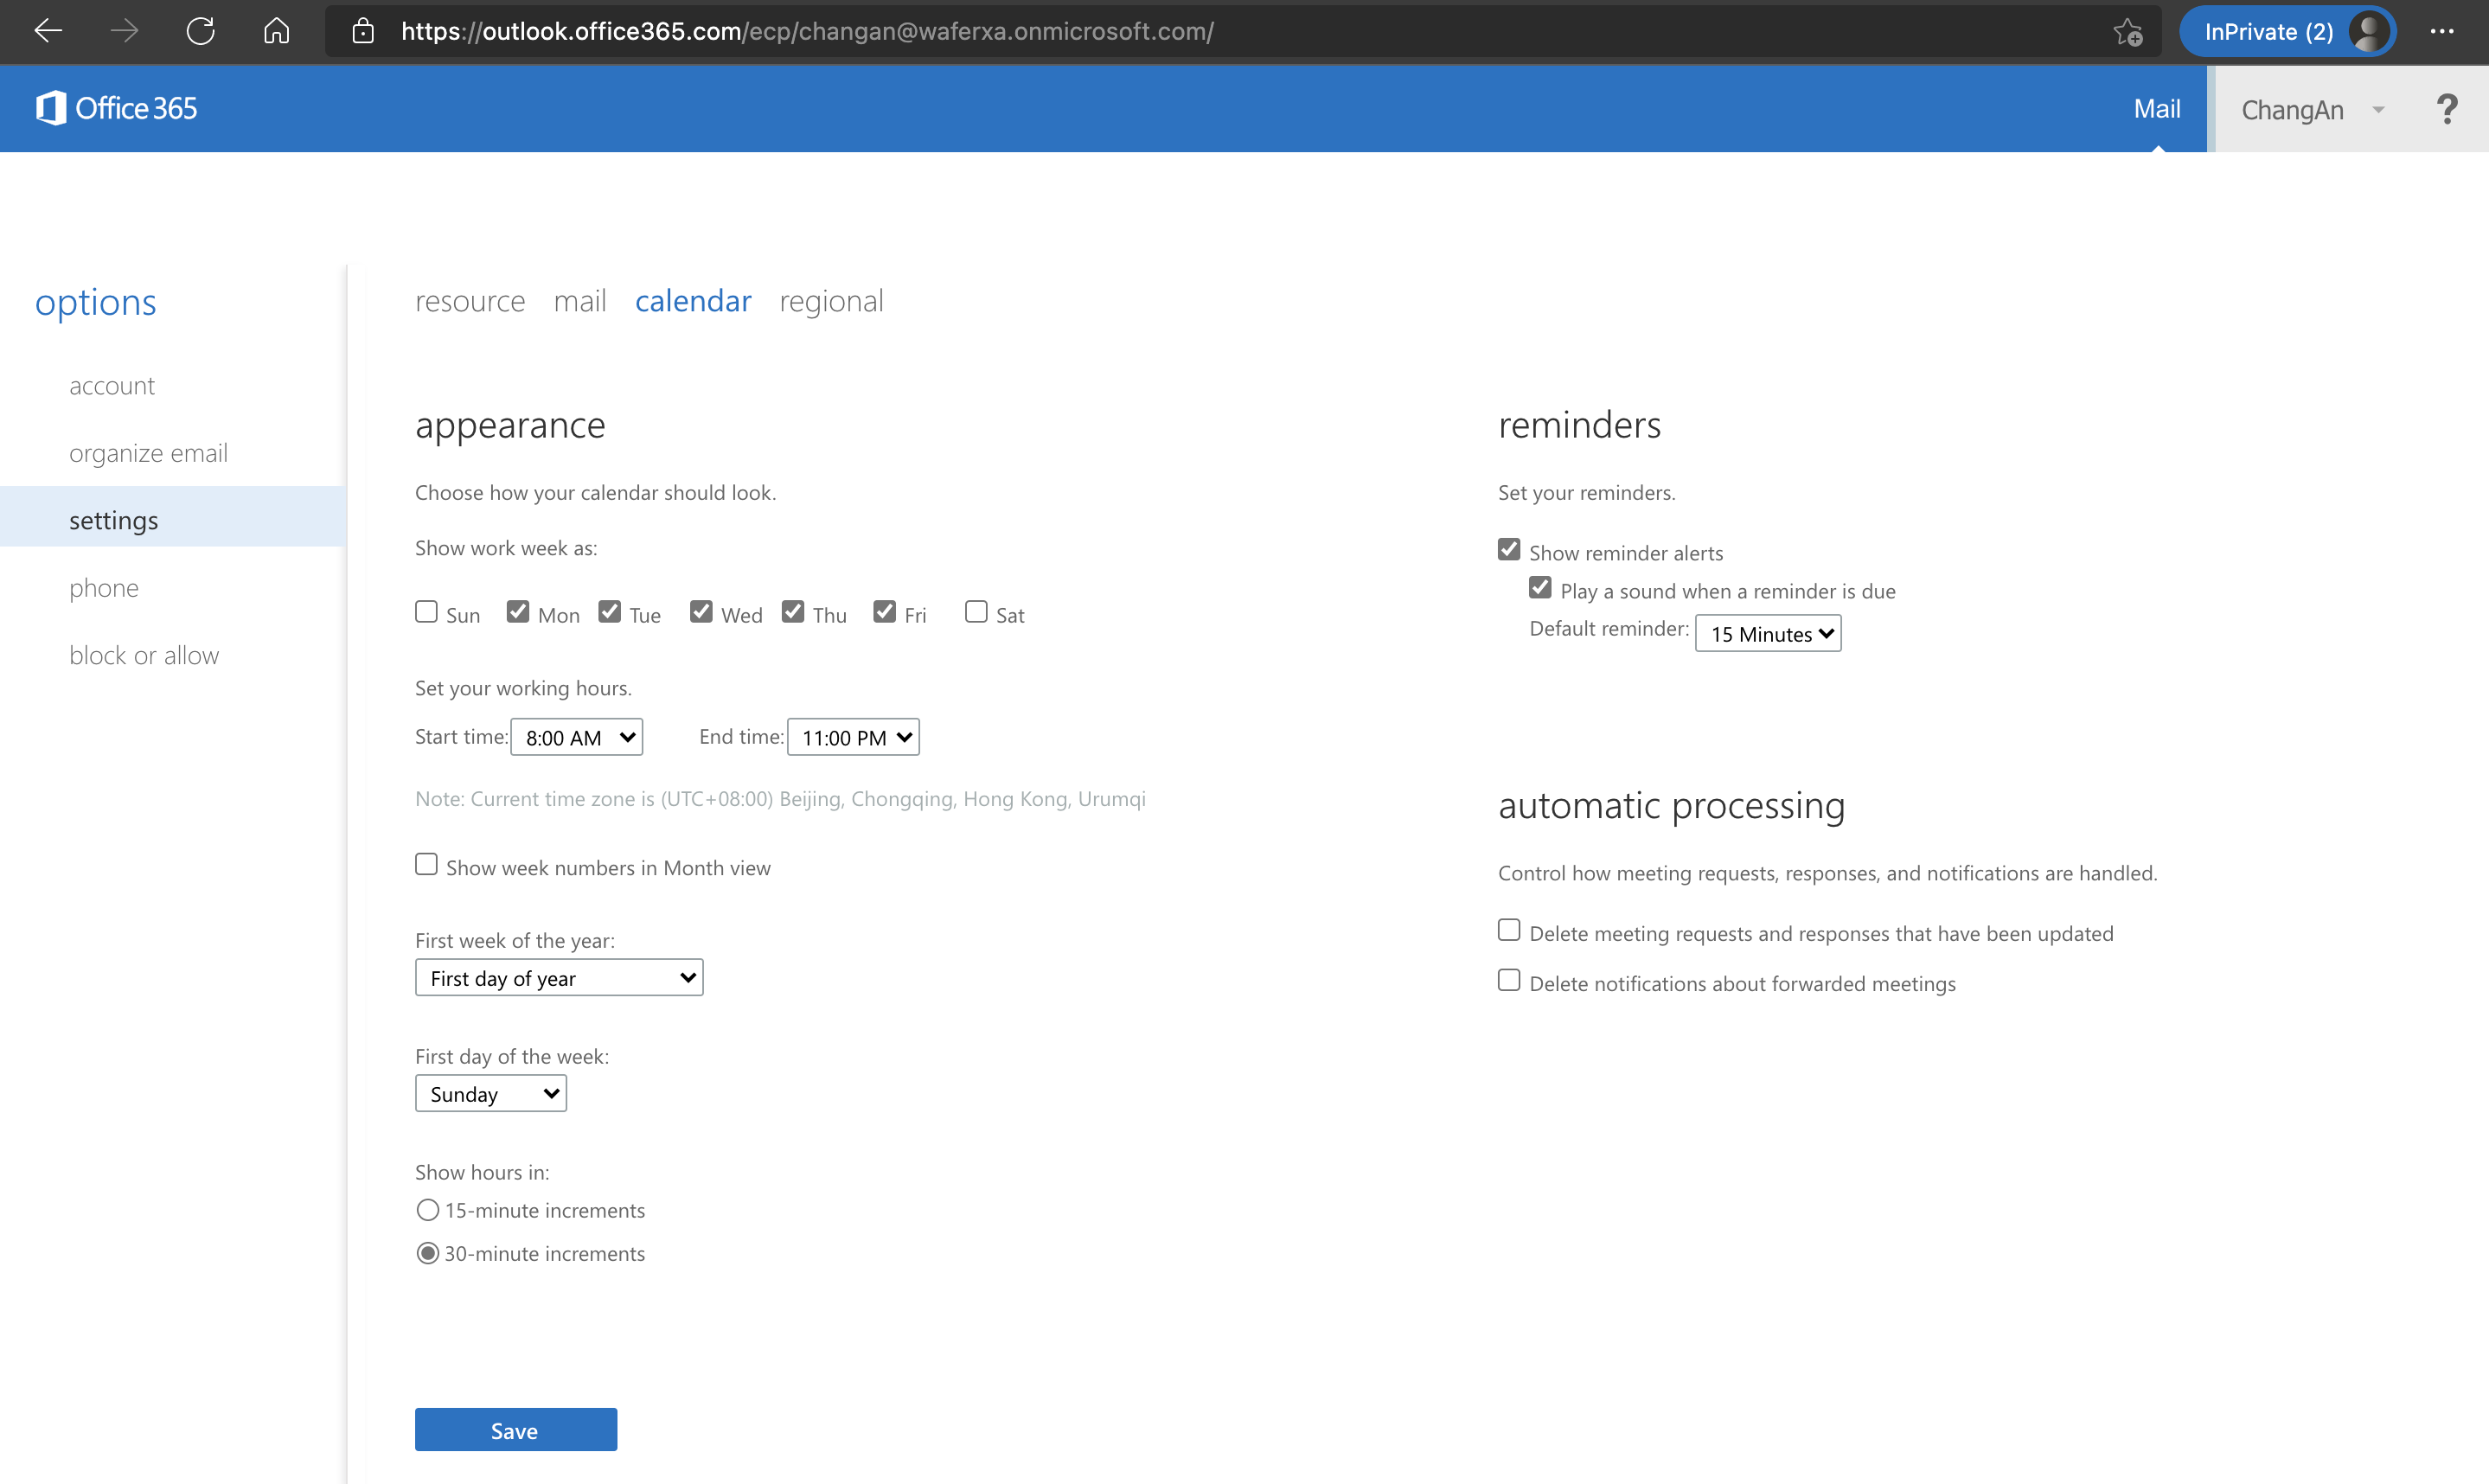 https://outlook.office365.com/ecp/changan@waferxa.onmicrosoft.com/
InPrivate (2)
Office 365
Mail
ChangAn
?
options
account
organize email
settings
phone
block or allow
resource mail calendar regional
appearance
Choose how your calendar should look.
Show work week as:
Sun Mon Tue Wed Thu Fri Sat
Set your working hours.
Start time: 8:00 AM End time: 11:00 PM
Note: Current time zone is (UTC+08:00) Beijing, Chongqing, Hong Kong, Urumqi
Show week numbers in Month view
First week of the year:
First day of year
First day of the week:
Sunday
Show hours in:
15-minute increments
30-minute increments
Save
reminders
Set your reminders.
Show reminder alerts
Play a sound when a reminder is due
Default reminder: 15 Minutes
automatic processing
Control how meeting requests, responses, and notifications are handled.
Delete meeting requests and responses that have been updated
Delete notifications about forwarded meetings